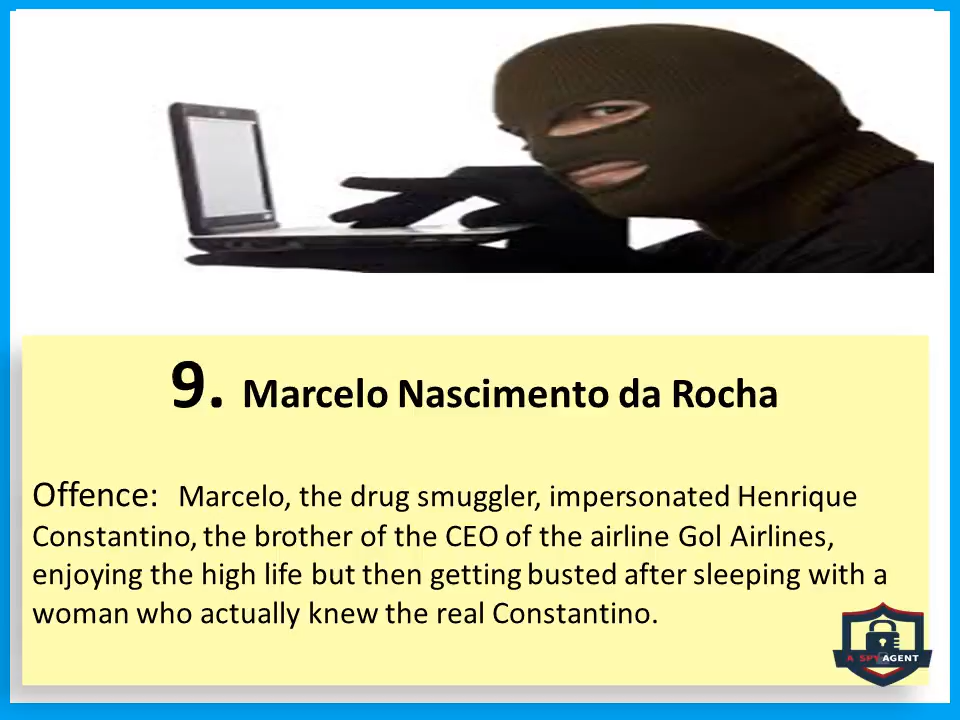 9. Marcelo Nascimento da Rocha
Offence: Marcelo, the drug smuggler, impersonated Henrique
Constantino, the brother of the CEO of the airline Gol Airlines,
enjoying the high life but then getting busted after sleeping with a
woman who actually knew the real Constantino.
A SPY AGENT